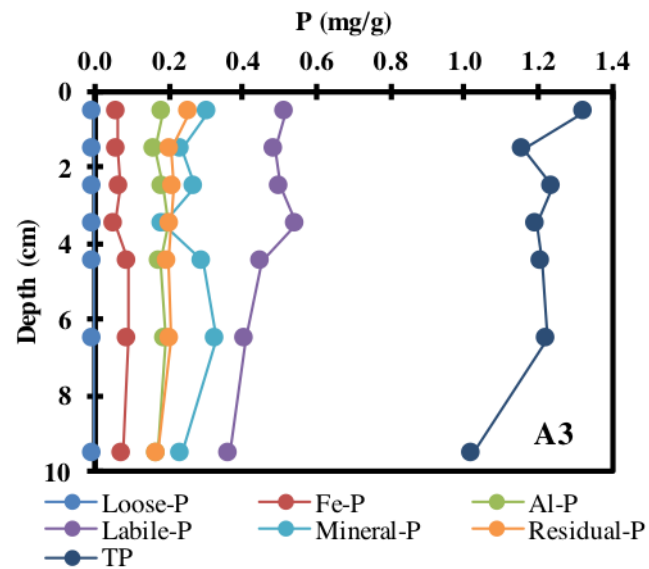 P (mg/g)
0.0 0.2 0.4 0.6 0.8 1.0 1.2 1.4
0
2
4
6
8
10
Depth (cm)
A3
Loose-P Fe-P Al-P
Labile-P Mineral-P Residual-P
TP